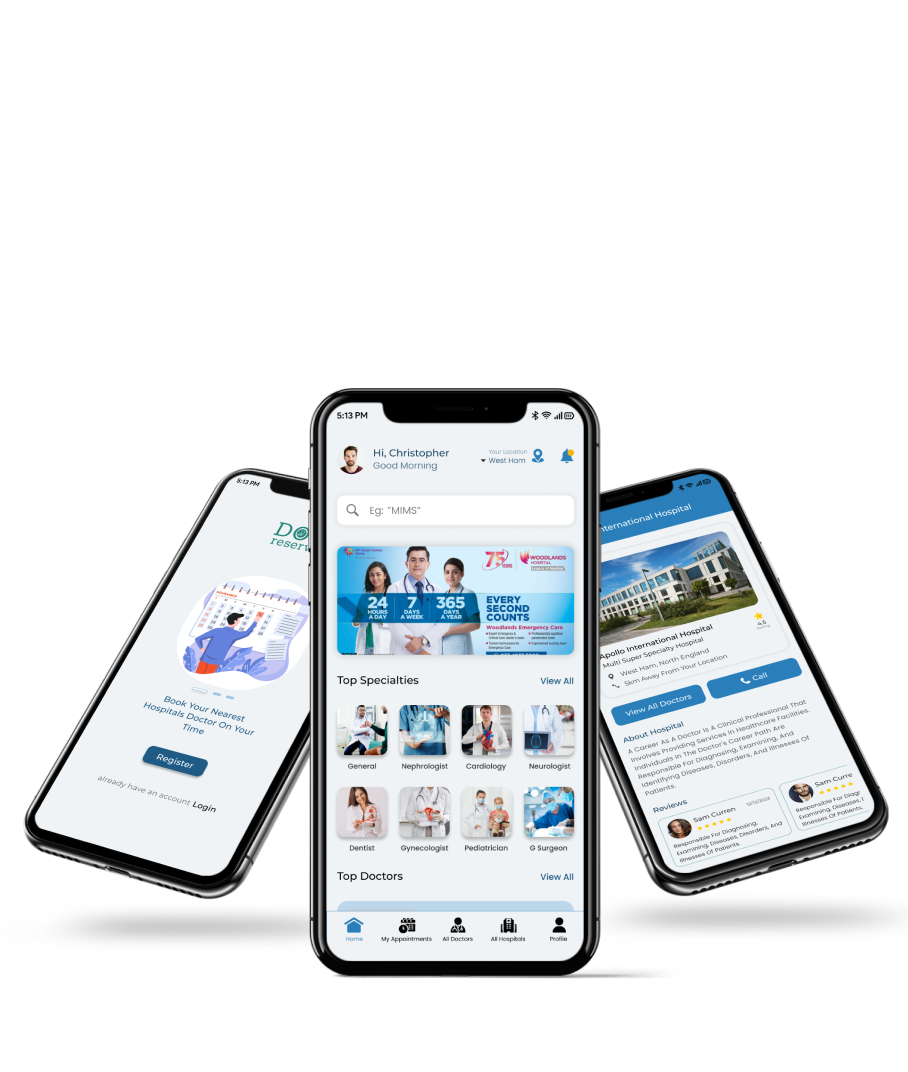 5:13 PM
DO
reserv
NOVEMBER
Book Your Nearest
Hospitals Doctor On Your
Time
Register
already have an account Login
5:13 PM
Hi, Christopher
Good Morning
Your Location
West Ham
Eg: "MIMS"
75
YEARS
WOODLANDS
HOSPITAL
24
HOURS
A DAY
7
DAYS
A WEEK
365
DAYS
A YEAR
EVERY
SECOND
COUNTS
Woodlands Emergency Care
Top Specialties
View All
General
Nephrologist
Cardiology
Neurologist
Dentist
Gynecologist
Pediatrician
G Surgeon
Top Doctors
View All
Home
My Appointments
All Doctors
All Hospitals
Profile
nternational Hospital
Apollo International Hospital
Multi Super Specialty Hospital
4.5
West Ham, North England
5km Away From Your Location
View All Doctors
Call
About Hospital
A Career As A Doctor Is A Clinical Professional That
Involves Providing Services In Healthcare Facilities.
Individuals In The Doctor's Career Path Are
Responsible For Diagnosing, Examining, And
Identifying Diseases, Disorders, And Illnesses Of
Patients.
Reviews
Sam Curren
Responsible For Diagnosing,
Examining, Diseases, Disorders, And
Illnesses Of Patients.
Sam Curre
Responsible For Diagn
Examining, Diseases, D
Illnesses Of Patients.